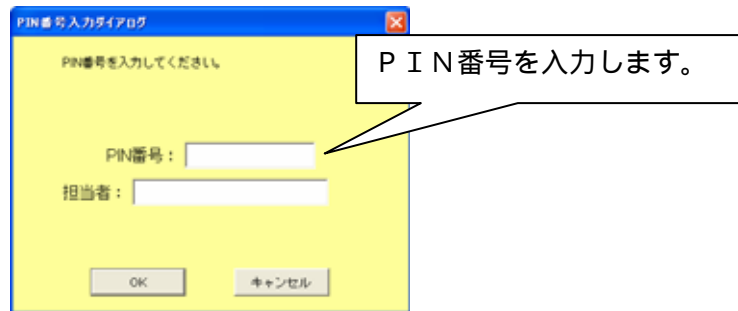 PIN番号入力ダイアログ
PIN番号を入力してください。
ＰＩＮ番号を入力します。
PIN番号：
担当者：
OK
キャンセル